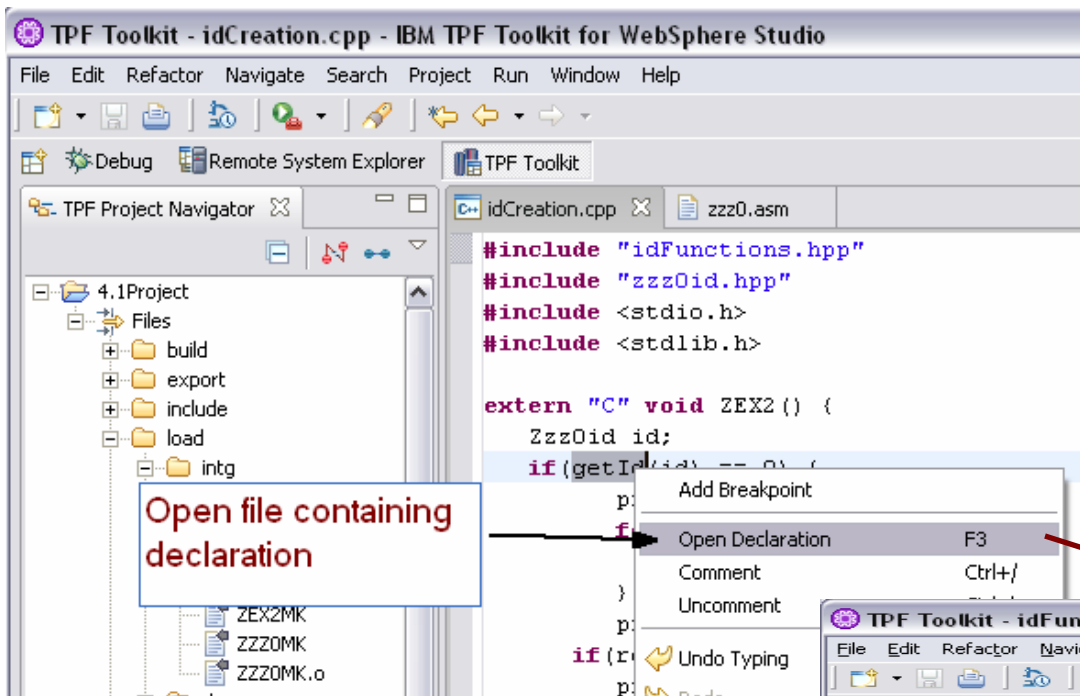 TPF Toolkit - idCreation.cpp - IBM TPF Toolkit for WebSphere Studio
File Edit Refactor Navigate Search Project Run Window Help
Debug Remote System Explorer TPF Toolkit
TPF Project Navigator
idCreation.cpp zzz0.asm
4.1Project
Files
build
export
include
load
intg
ZEX2MK
ZZZ0MK
ZZZ0MK.o
#include "idFunctions.hpp"
#include "zzz0id.hpp"
#include <stdio.h>
#include <stdlib.h>
extern "C" void ZEX2() {
Zzz0id id;
if(getId(id) == 0) {
}
if(r
Open file containing
declaration
Add Breakpoint
Open Declaration F3
Comment Ctrl+/
Uncomment
Undo Typing
TPF Toolkit - idFun
File Edit Refactor Navi